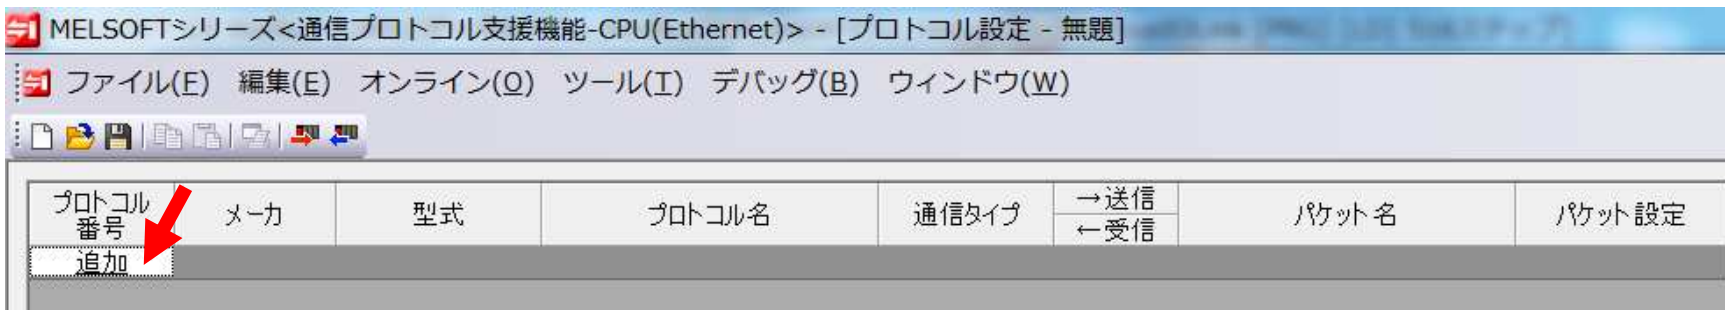 MELSOFTシリーズ<通信プロトコル支援機能-CPU(Ethernet)> - [プロトコル設定 - 無題]
ファイル(F) 編集(E) オンライン(O) ツール(T) デバッグ(B) ウィンドウ(W)
プロトコル番号 メーカ 型式 プロトコル名 通信タイプ →送信 ←受信 パケット名 パケット設定
追加